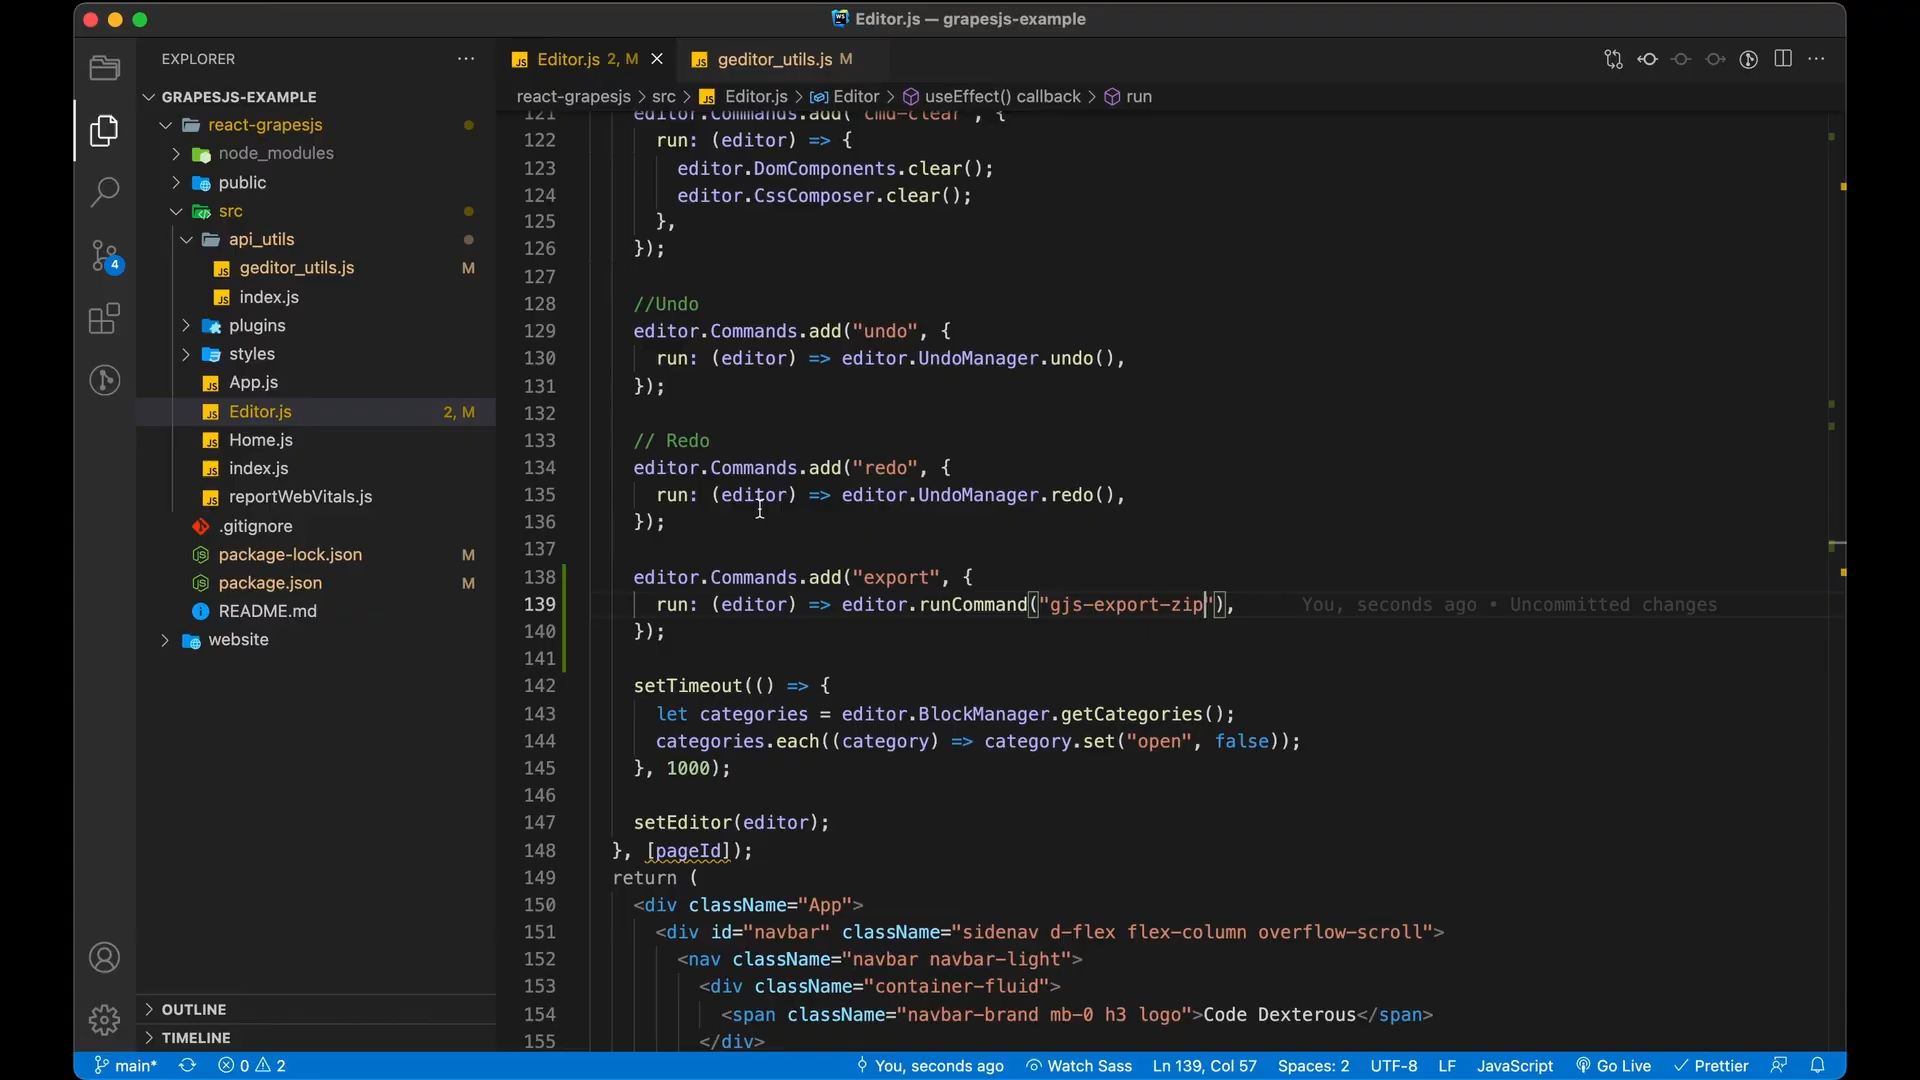 Editor.js — grapesjs-example
EXPLORER
Editor.js 2, M
geditor_utils.js M
react-grapesjs > src > Editor.js > Editor > useEffect() callback > run
GRAPESJS-EXAMPLE
react-grapesjs
node_modules
public
src
api_utils
geditor_utils.js M
index.js
plugins
styles
App.js
Editor.js 2, M
Home.js
index.js
reportWebVitals.js
.gitignore
package-lock.json M
package.json M
README.md
website
OUTLINE
TIMELINE
4
121 editor.Commands.add("cmd-clear", {
122 run: (editor) => {
123 editor.DomComponents.clear();
124 editor.CssComposer.clear();
125 },
126 });
127
128 //Undo
129 editor.Commands.add("undo", {
130 run: (editor) => editor.UndoManager.undo(),
131 });
132
133 // Redo
134 editor.Commands.add("redo", {
135 run: (editor) => editor.UndoManager.redo(),
136 });
137
138 editor.Commands.add("export", {
139 run: (editor) => editor.runCommand("gjs-export-zip"), You, seconds ago • Uncommitted changes
140 });
141
142 setTimeout(() => {
143 let categories = editor.BlockManager.getCategories();
144 categories.each((category) => category.set("open", false));
145 }, 1000);
146
147 setEditor(editor);
148 }, [pageId]);
149 return (
150 <div className="App">
151 <div id="navbar" className="sidenav d-flex flex-column overflow-scroll">
152 <nav className="navbar navbar-light">
153 <div className="container-fluid">
154 <span className="navbar-brand mb-0 h3 logo">Code Dexterous</span>
155 </div>
main* 0 2 You, seconds ago Watch Sass Ln 139, Col 57 Spaces: 2 UTF-8 LF JavaScript Go Live Prettier